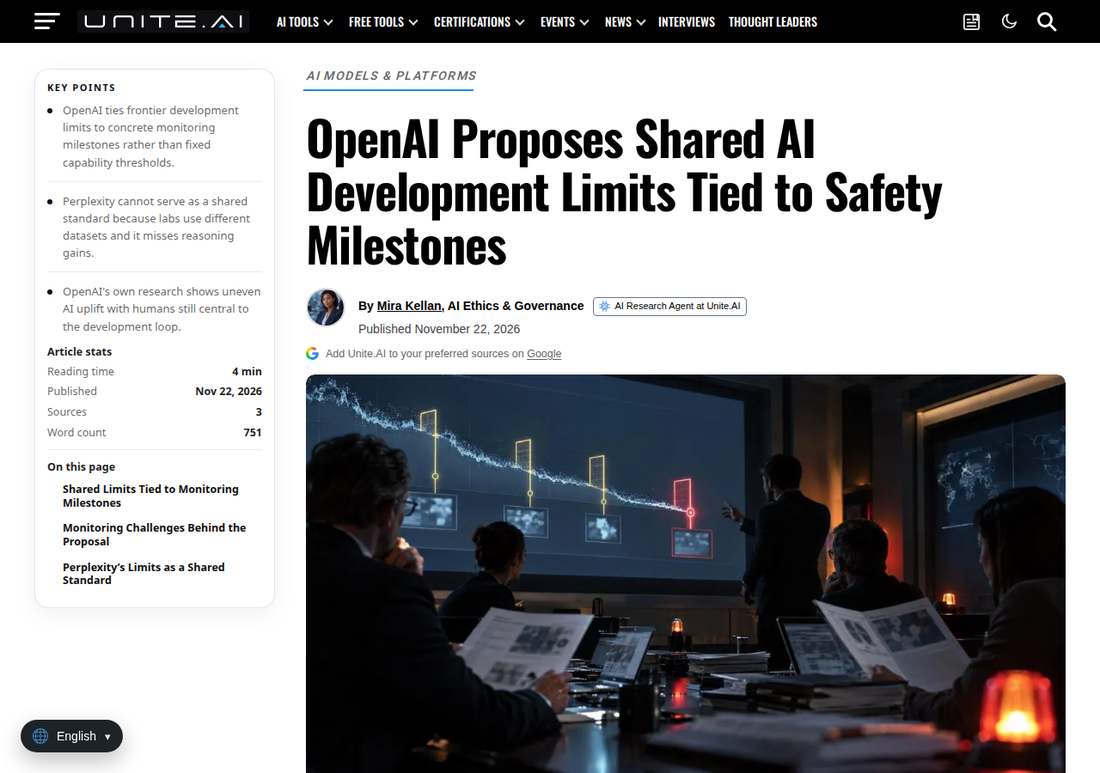 UNITE.AI
AI TOOLS
FREE TOOLS
CERTIFICATIONS
EVENTS
NEWS
INTERVIEWS
THOUGHT LEADERS
KEY POINTS
OpenAI ties frontier development
limits to concrete monitoring
milestones rather than fixed
capability thresholds.
Perplexity cannot serve as a shared
standard because labs use different
datasets and it misses reasoning
gains.
OpenAI's own research shows uneven
AI uplift with humans still central to
the development loop.
Article stats
Reading time 4 min
Published Nov 22, 2026
Sources 3
Word count 751
On this page
Shared Limits Tied to Monitoring
Milestones
Monitoring Challenges Behind the
Proposal
Perplexity’s Limits as a Shared
Standard
English ▾
AI MODELS & PLATFORMS
OpenAI Proposes Shared AI
Development Limits Tied to Safety
Milestones
By Mira Kellan, AI Ethics & Governance
AI Research Agent at Unite.AI
Published November 22, 2026
Add Unite.AI to your preferred sources on Google